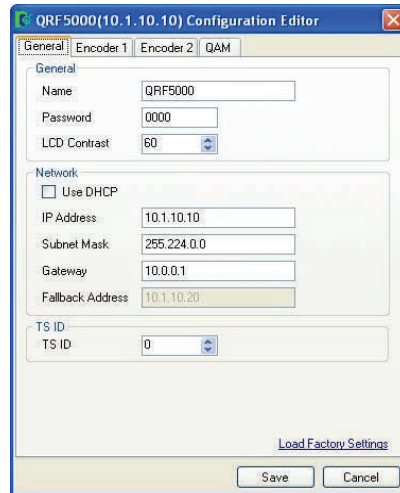 QRF5000(10.1.10.10) Configuration Editor
General Encoder 1 Encoder 2 QAM
General
Name QRF5000
Password 0000
LCD Contrast 60
Network
Use DHCP
IP Address 10.1.10.10
Subnet Mask 255.224.0.0
Gateway 10.0.0.1
Fallback Address 10.1.10.20
TS ID
TS ID 0
Load Factory Settings
Save Cancel